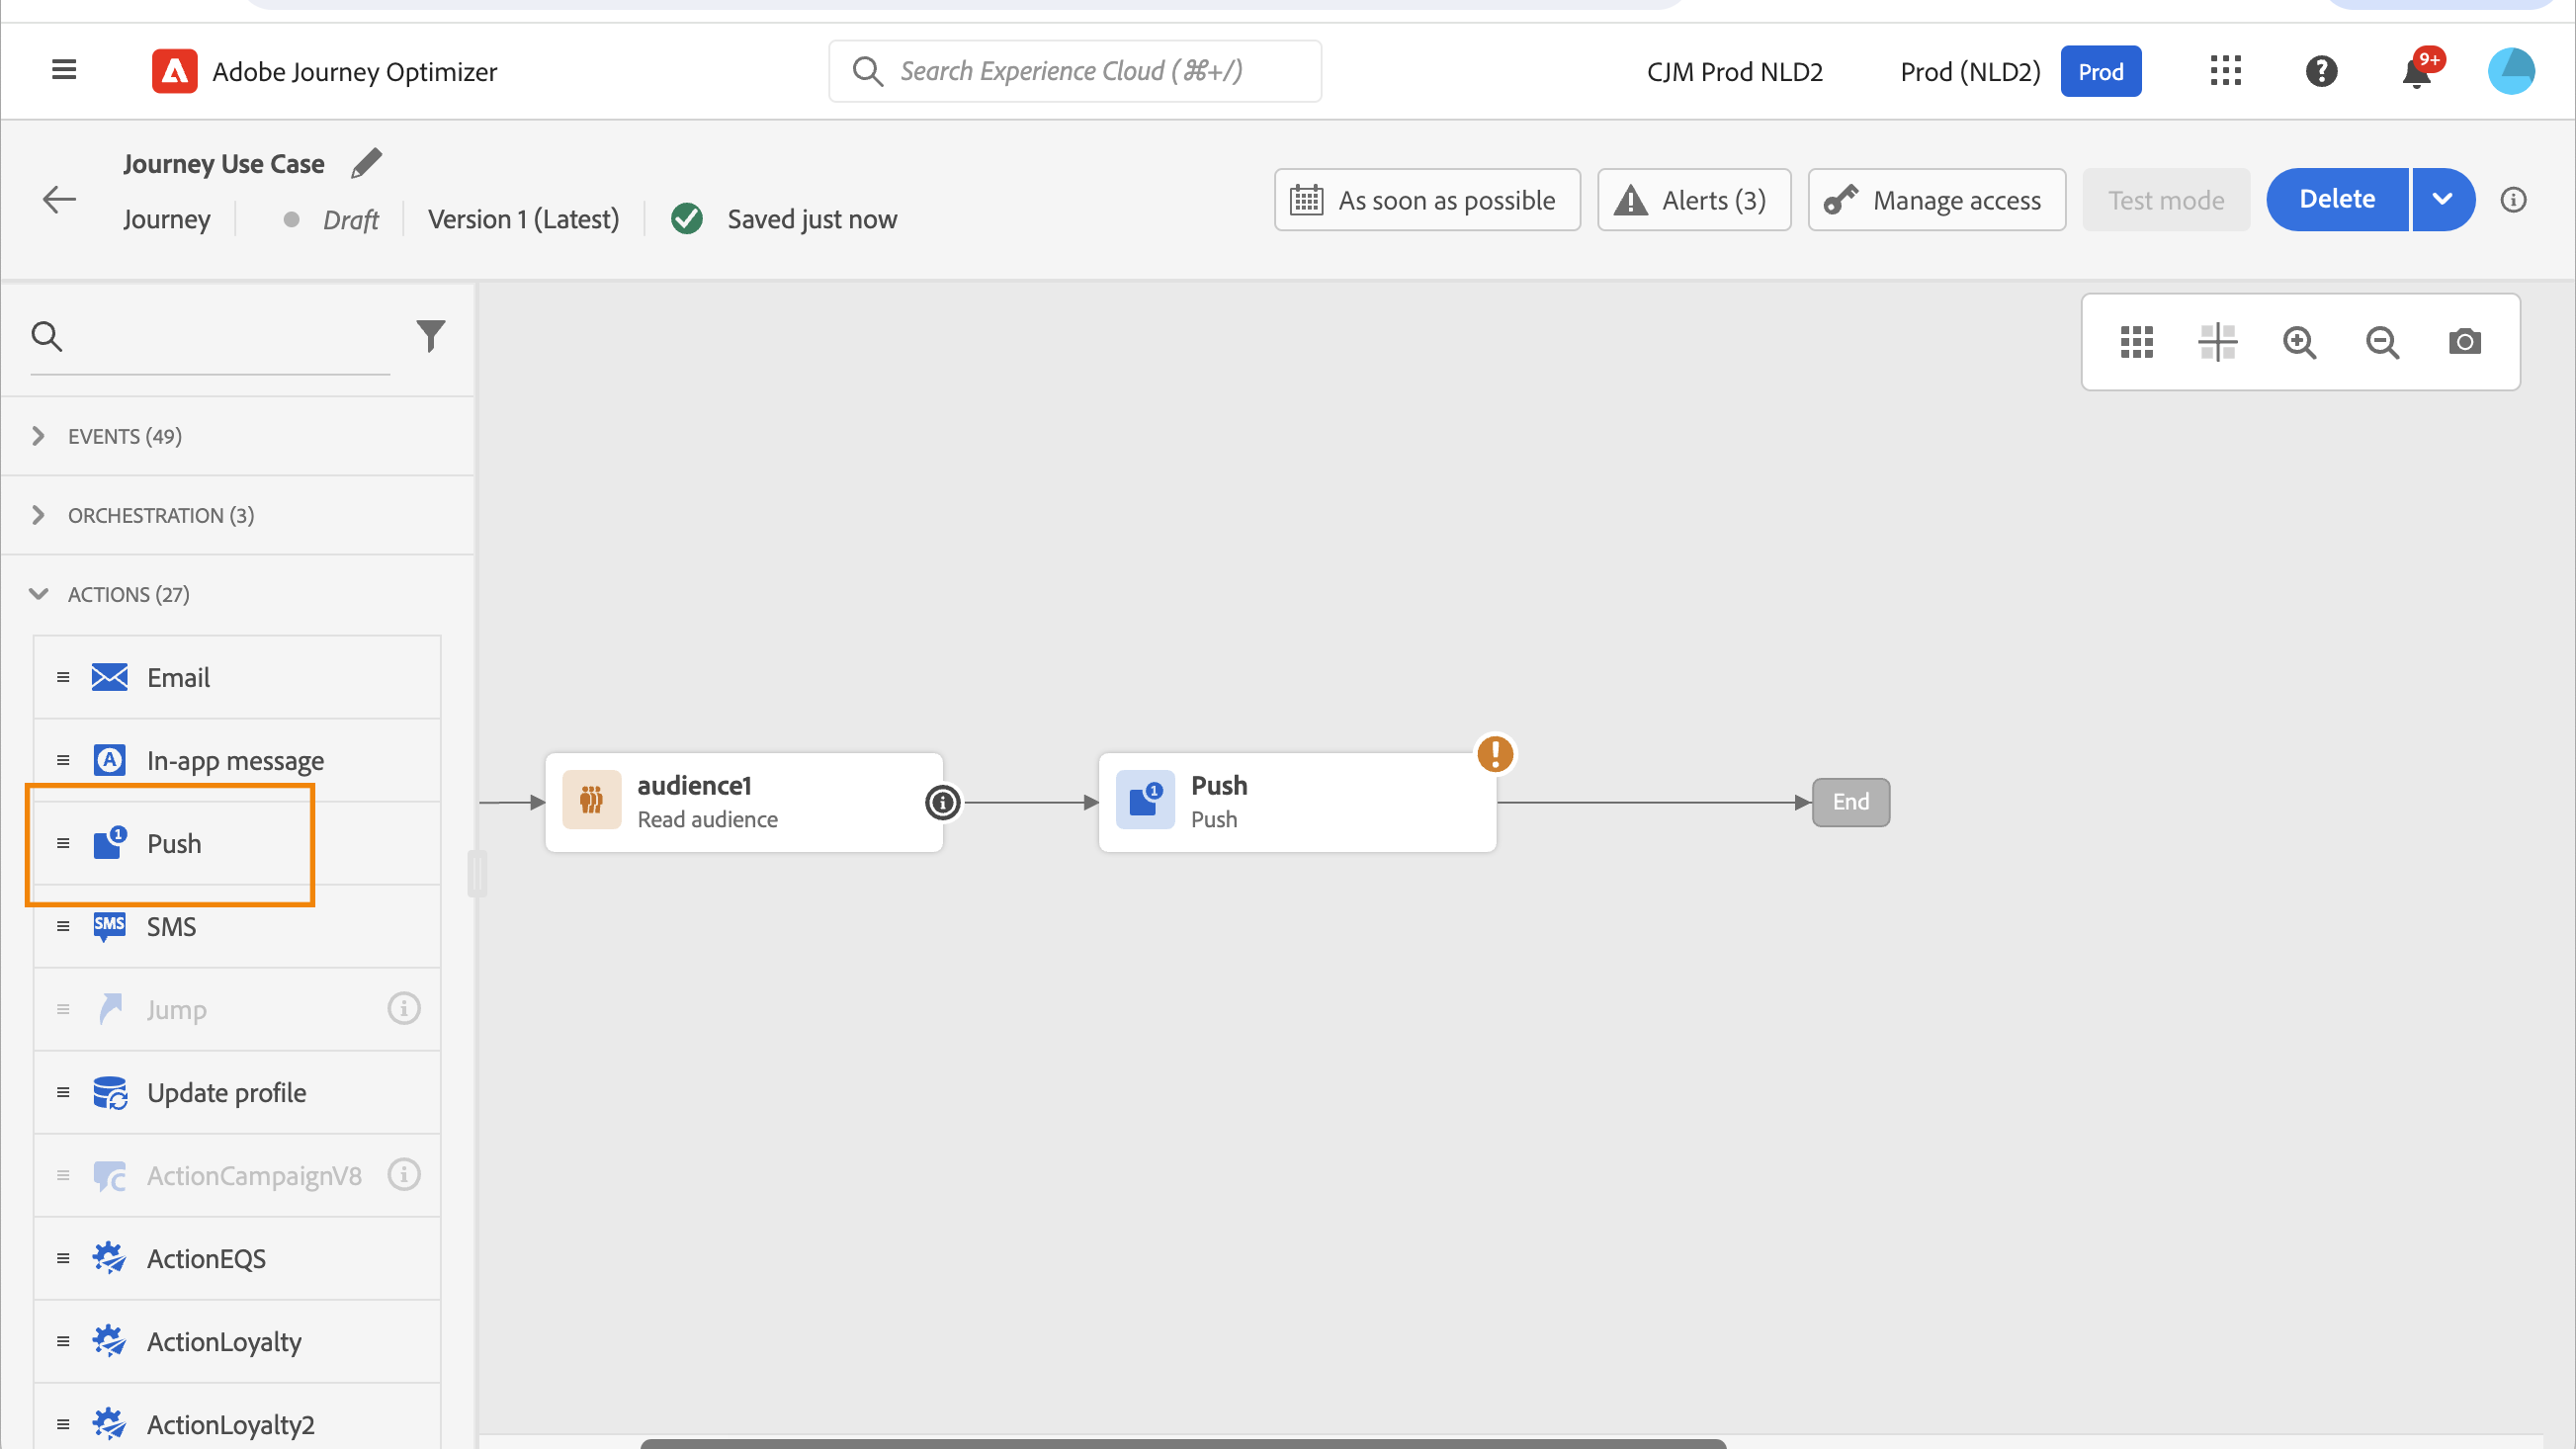 Adobe Journey Optimizer
Search Experience Cloud (⌘+/)
CJM Prod NLD2
Prod (NLD2)
Prod
9+
Journey Use Case
Journey
Draft
Version 1 (Latest)
Saved just now
As soon as possible
Alerts (3)
Manage access
Test mode
Delete
EVENTS (49)
ORCHESTRATION (3)
ACTIONS (27)
Email
In-app message
1
Push
SMS
SMS
Jump
Update profile
ActionCampaignV8
ActionEQS
ActionLoyalty
ActionLoyalty2
audience1
Read audience
1
Push
Push
End